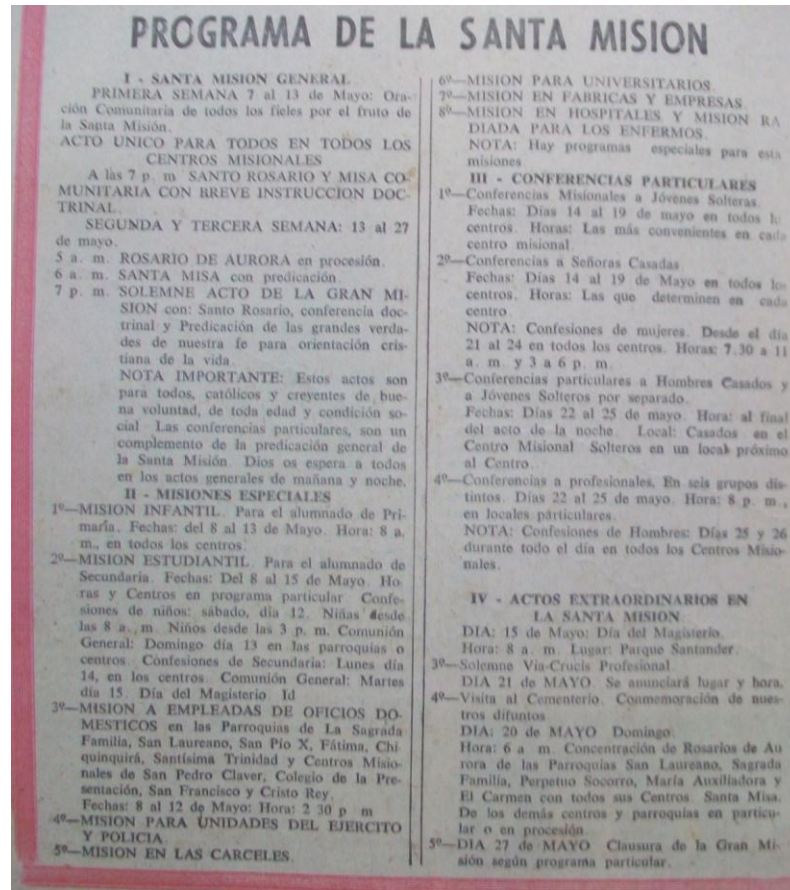 PROGRAMA DE LA SANTA MISION
I - SANTA MISION GENERAL
PRIMERA SEMANA 7 al 13 de Mayo: Ora-
ción Comunitaria de todos los fieles por el fruto de
la Santa Misión.
ACTO UNICO PARA TODOS EN TODOS LOS
CENTROS MISIONALES
A las 7 p. m SANTO ROSARIO Y MISA CO-
MUNITARIA CON BREVE INSTRUCCION DOC-
TRINAL.
SEGUNDA Y TERCERA SEMANA: 13 al 27
de mayo.
5 a. m. ROSARIO DE AURORA en procesión.
6 a. m. SANTA MISA con predicación.
7 p. m. SOLEMNE ACTO DE LA GRAN MI-
SION con: Santo Rosario, conferencia doc-
trinal y Predicación de las grandes verda-
des de nuestra fe para orientación cris-
tiana de la vida.
NOTA IMPORTANTE: Estos actos son
para todos, católicos y creyentes de bue-
na voluntad, de toda edad y condición so-
cial Las conferencias particulares, son un
complemento de la predicación general de
la Santa Misión. Dios os espera a todos
en los actos generales de mañana y noche.
II - MISIONES ESPECIALES
1º—MISION INFANTIL. Para el alumnado de Pri-
maria. Fechas: del 8 al 13 de Mayo. Hora: 8 a.
m., en todos los centros.
2º—MISION ESTUDIANTIL. Para el alumnado de
Secundaria. Fechas: Del 8 al 15 de Mayo. Ho-
ras y Centros en programa particular Confe-
siones de niños: sábado, dia 12. Niñas desde
las 8 a. m. Niños desde las 3 p. m. Comunión
General: Domingo día 13 en las parroquias o
centros. Confesiones de Secundaria: Lunes día
14, en los centros. Comunión General: Martes
día 15. Día del Magisterio. Id
3º—MISION A EMPLEADAS DE OFICIOS DO-
MESTICOS en las Parroquias de La Sagrada
Familia, San Laureano, San Pío X, Fátima, Chi-
quinquirá, Santísima Trinidad y Centros Misio-
nales de San Pedro Claver, Colegio de la Pre-
sentación, San Francisco y Cristo Rey.
Fechas: 8 al 12 de Mayo: Hora: 2 30 p m
4º—MISION PARA UNIDADES DEL EJERCITO
Y POLICIA.
5º—MISION EN LAS CARCELES.
6º—MISION PARA UNIVERSITARIOS.
7º—MISION EN FABRICAS Y EMPRESAS.
8º—MISION EN HOSPITALES Y MISION RA
DIADA PARA LOS ENFERMOS.
NOTA: Hay programas especiales para esta
misiones
III - CONFERENCIAS PARTICULARES
1º—Conferencias Misionales a Jóvenes Solteras.
Fechas: Días 14 al 19 de mayo en todos
centros. Horas: Las más convenientes en cada
centro misional.
2º—Conferencias a Señoras Casadas.
Fechas: Días 14 al 19 de Mayo en todos los
centros. Horas: Las que determinen en cada
centro.
NOTA: Confesiones de mujeres. Desde el día
21 al 24 en todos los centros. Horas: 7.30 a 11
a. m. y 3 a 6 p. m.
3º—Conferencias particulares a Hombres Casados y
a Jóvenes Solteros por separado.
Fechas: Días 22 al 25 de mayo. Hora: al final
del acto de la noche. Local: Casados en el
Centro Misional Solteros en un local próximo
al Centro.
4º—Conferencias a profesionales. En seis grupos dis-
tintos. Días 22 al 25 de mayo. Hora: 8 p. m.,
en locales particulares.
NOTA: Confesiones de Hombres: Días 25 y 26
durante todo el día en todos los Centros Misio-
nales.
IV - ACTOS EXTRAORDINARIOS EN
LA SANTA MISION.
DIA: 15 de Mayo: Día del Magisterio.
Hora: 8 a. m. Lugar: Parque Santander.
3º—Solemne Via-Crucis Profesional.
DIA 21 de MAYO. Se anunciará lugar y hora.
4º—Visita al Cementerio. Conmemoración de nues-
tros difuntos
DIA: 20 de MAYO Domingo.
Hora: 6 a m. Concentración de Rosarios de Au
rora de las Parroquias San Laureano, Sagrada
Familia, Perpetuo Socorro, María Auxiliadora y
El Carmen con todos sus Centros. Santa Misa.
De los demás centros y parroquias en particu-
lar o en procesión.
5º—DIA 27 de MAYO Clausura de la Gran Mi-
sión según programa particular.